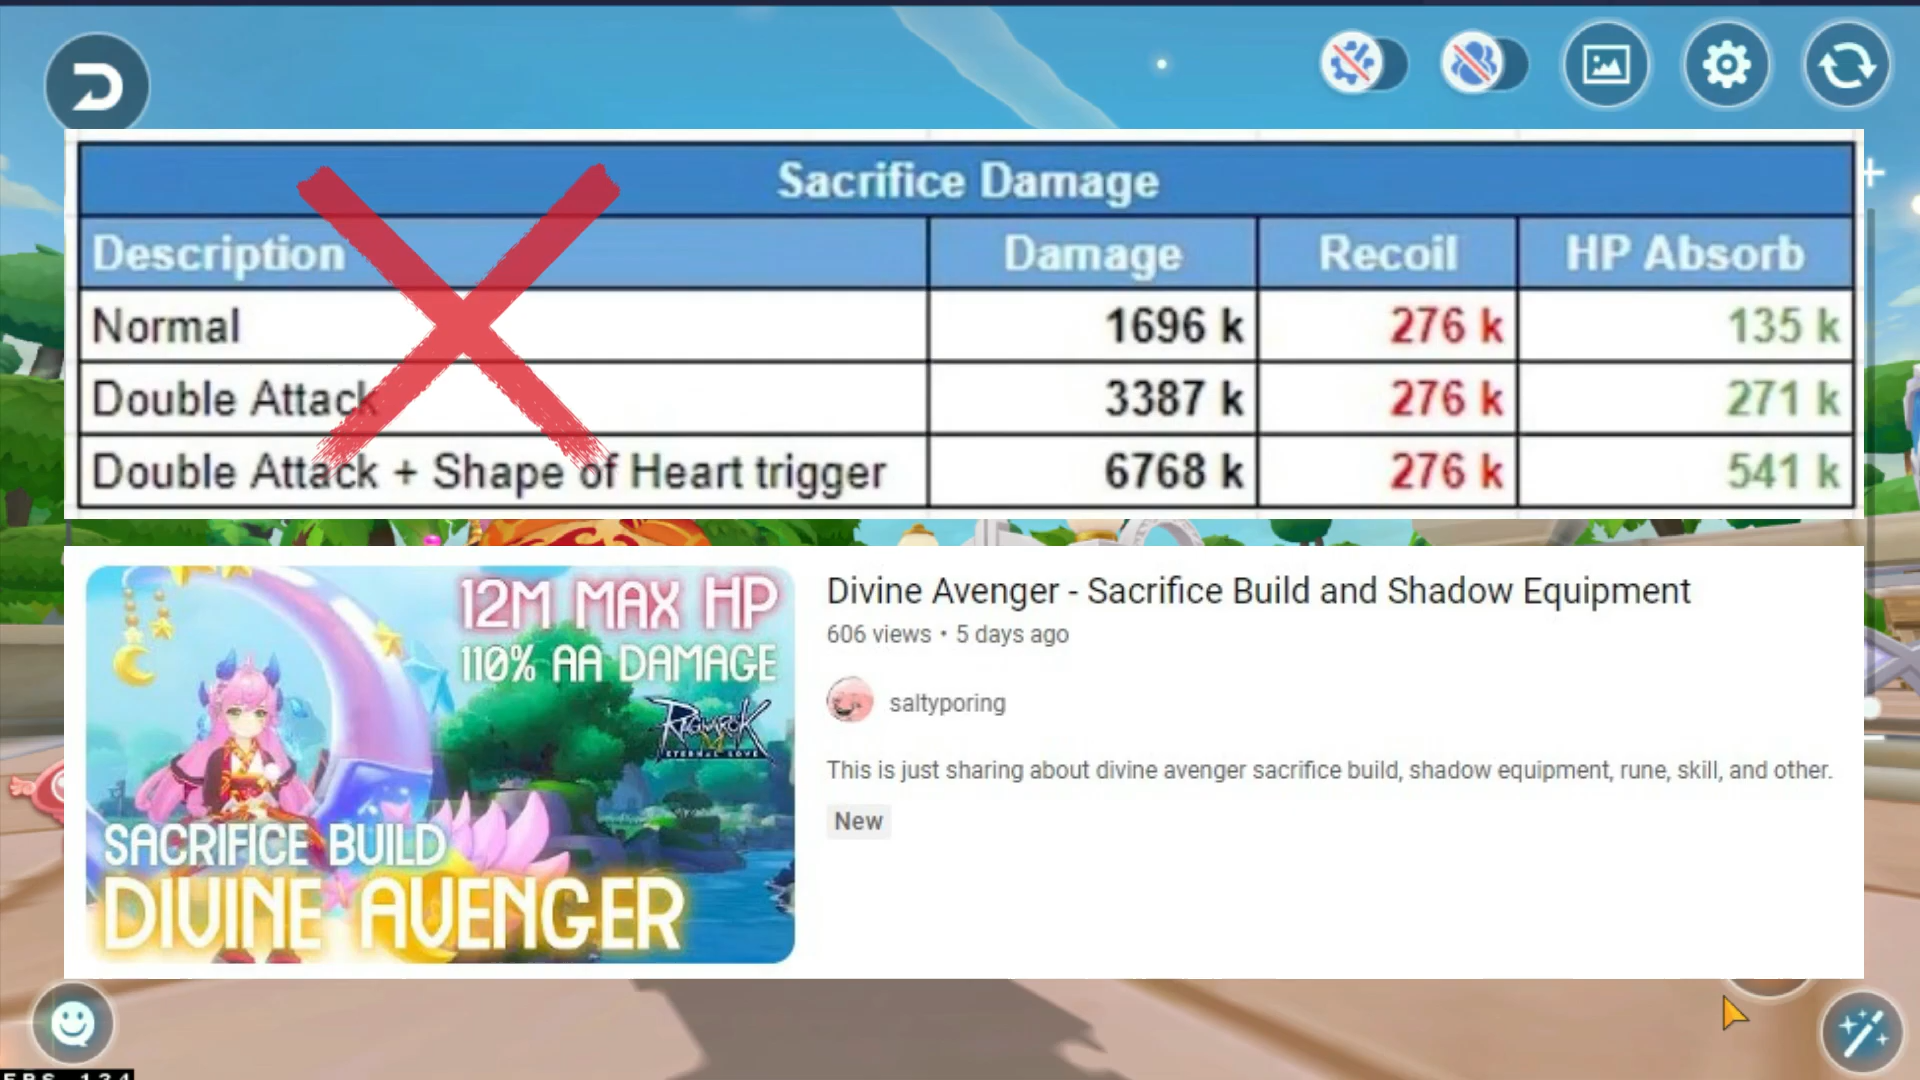 Sacrifice Damage
Description Damage Recoil HP Absorb
Normal 1696 k 276 k 135 k
Double Attack 3387 k 276 k 271 k
Double Attack + Shape of Heart trigger 6768 k 276 k 541 k
12M MAX HP
110% AA DAMAGE
RAGNAROK M
ETERNAL LOVE
SACRIFICE BUILD
DIVINE AVENGER
Divine Avenger - Sacrifice Build and Shadow Equipment
606 views • 5 days ago
saltyporing
This is just sharing about divine avenger sacrifice build, shadow equipment, rune, skill, and other.
New